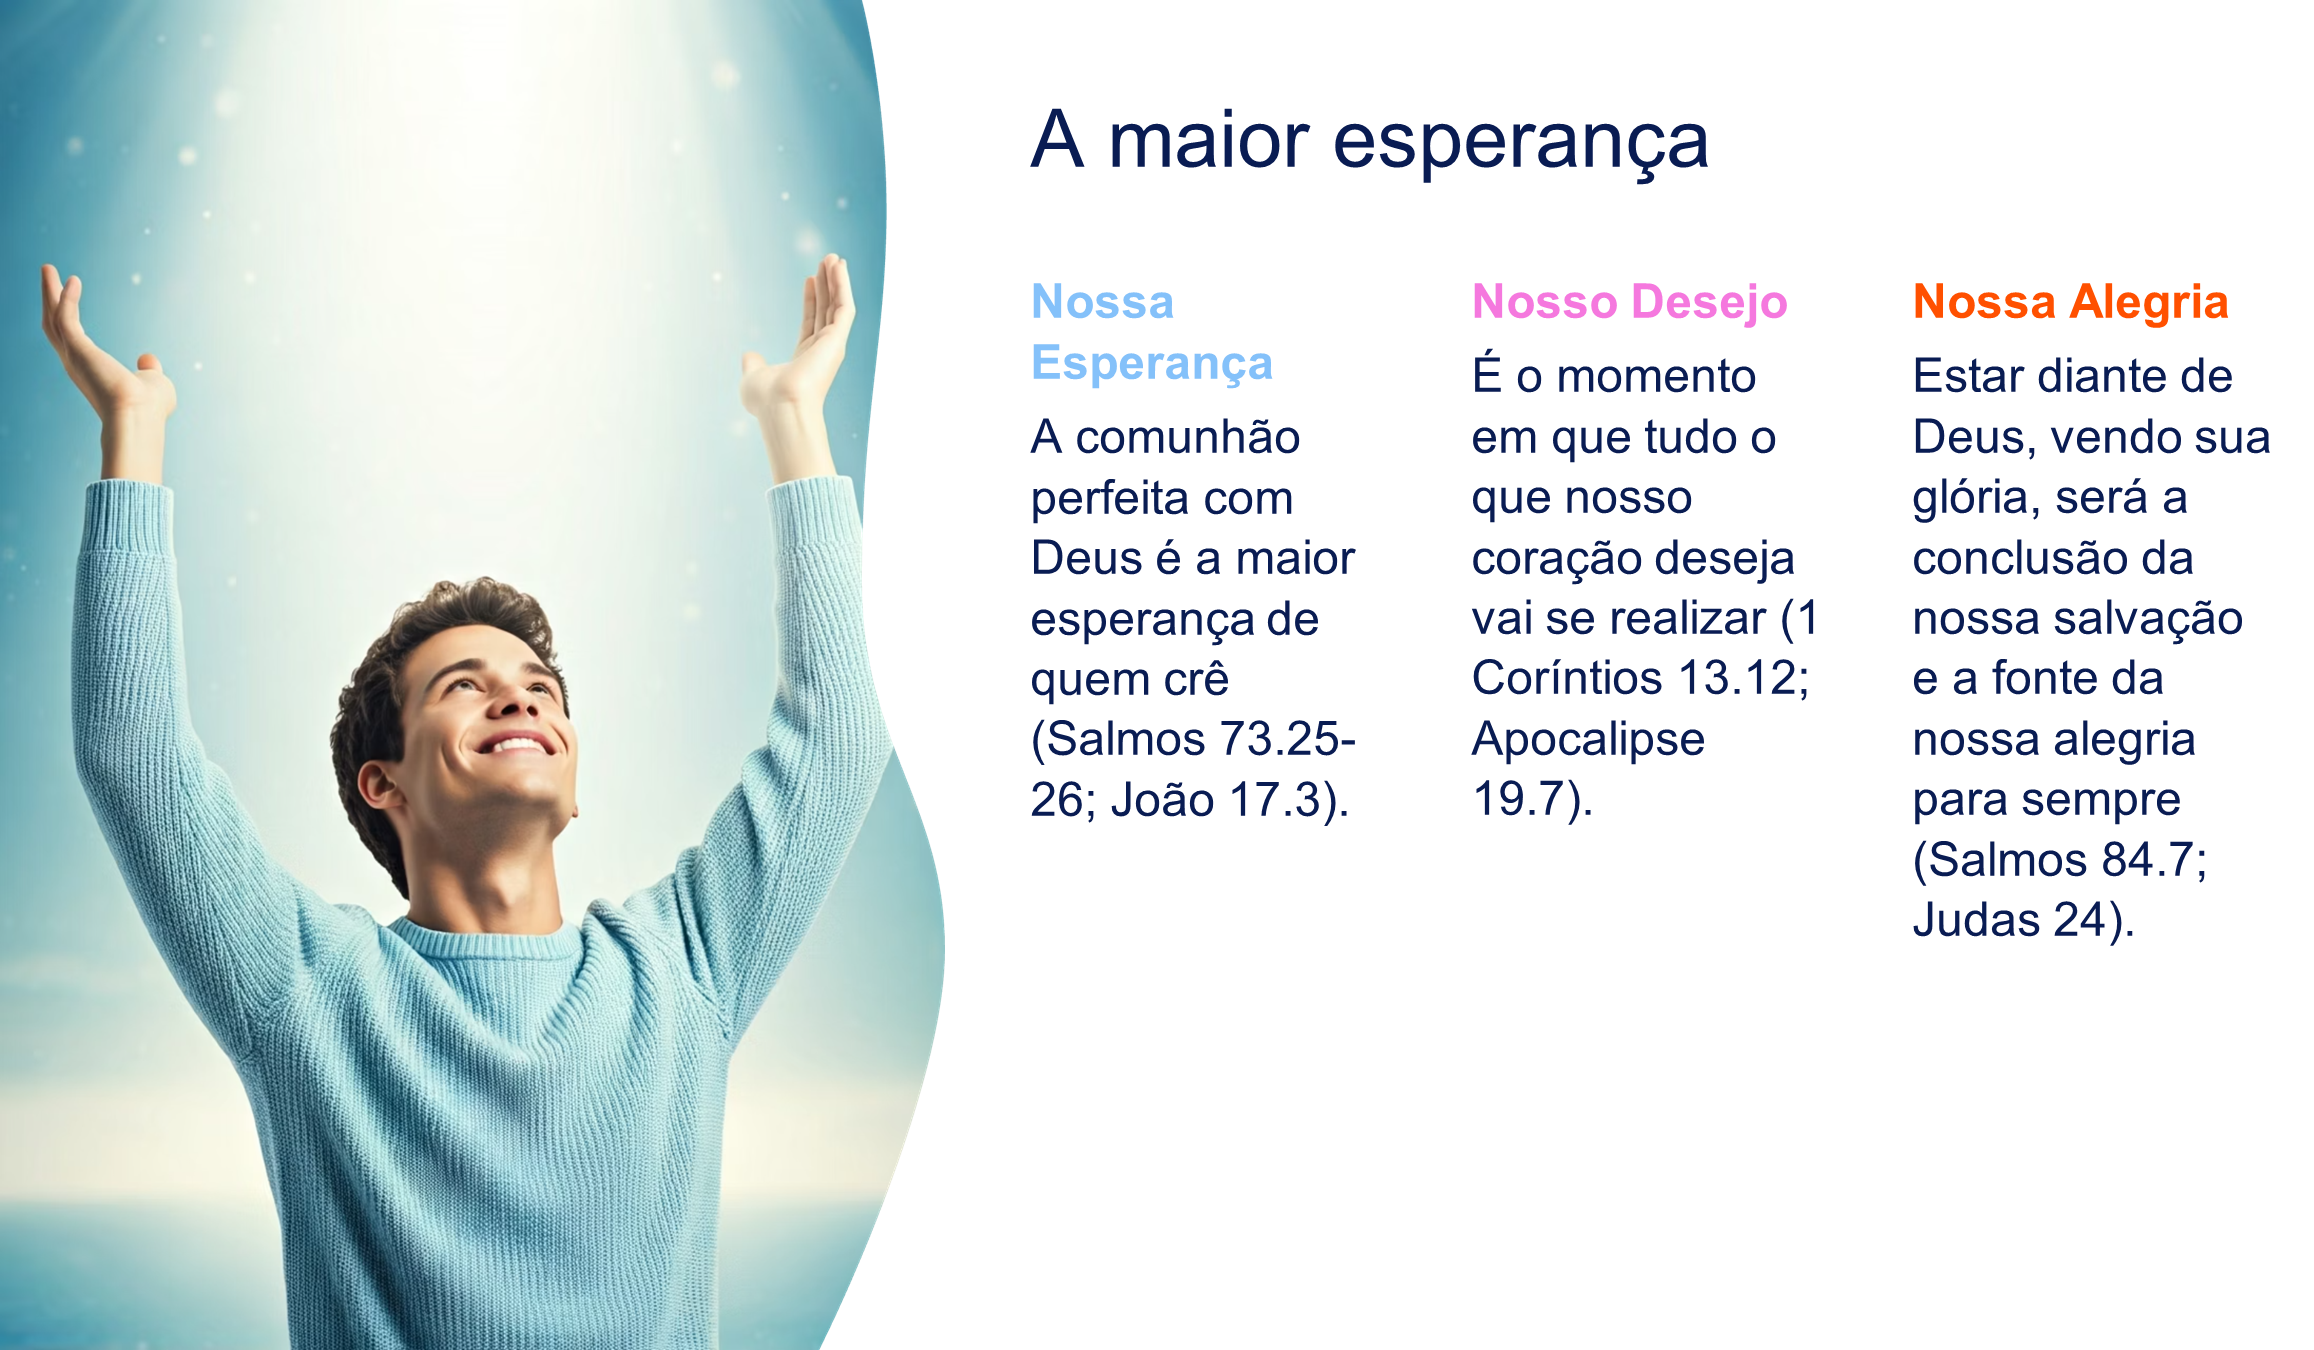 A maior esperança
Nossa
Esperança
A comunhão
perfeita com
Deus é a maior
esperança de
quem crê
(Salmos 73.25-
26; João 17.3).
Nosso Desejo
É o momento
em que tudo o
que nosso
coração deseja
vai se realizar (1
Coríntios 13.12;
Apocalipse
19.7).
Nossa Alegria
Estar diante de
Deus, vendo sua
glória, será a
conclusão da
nossa salvação
e a fonte da
nossa alegria
para sempre
(Salmos 84.7;
Judas 24).